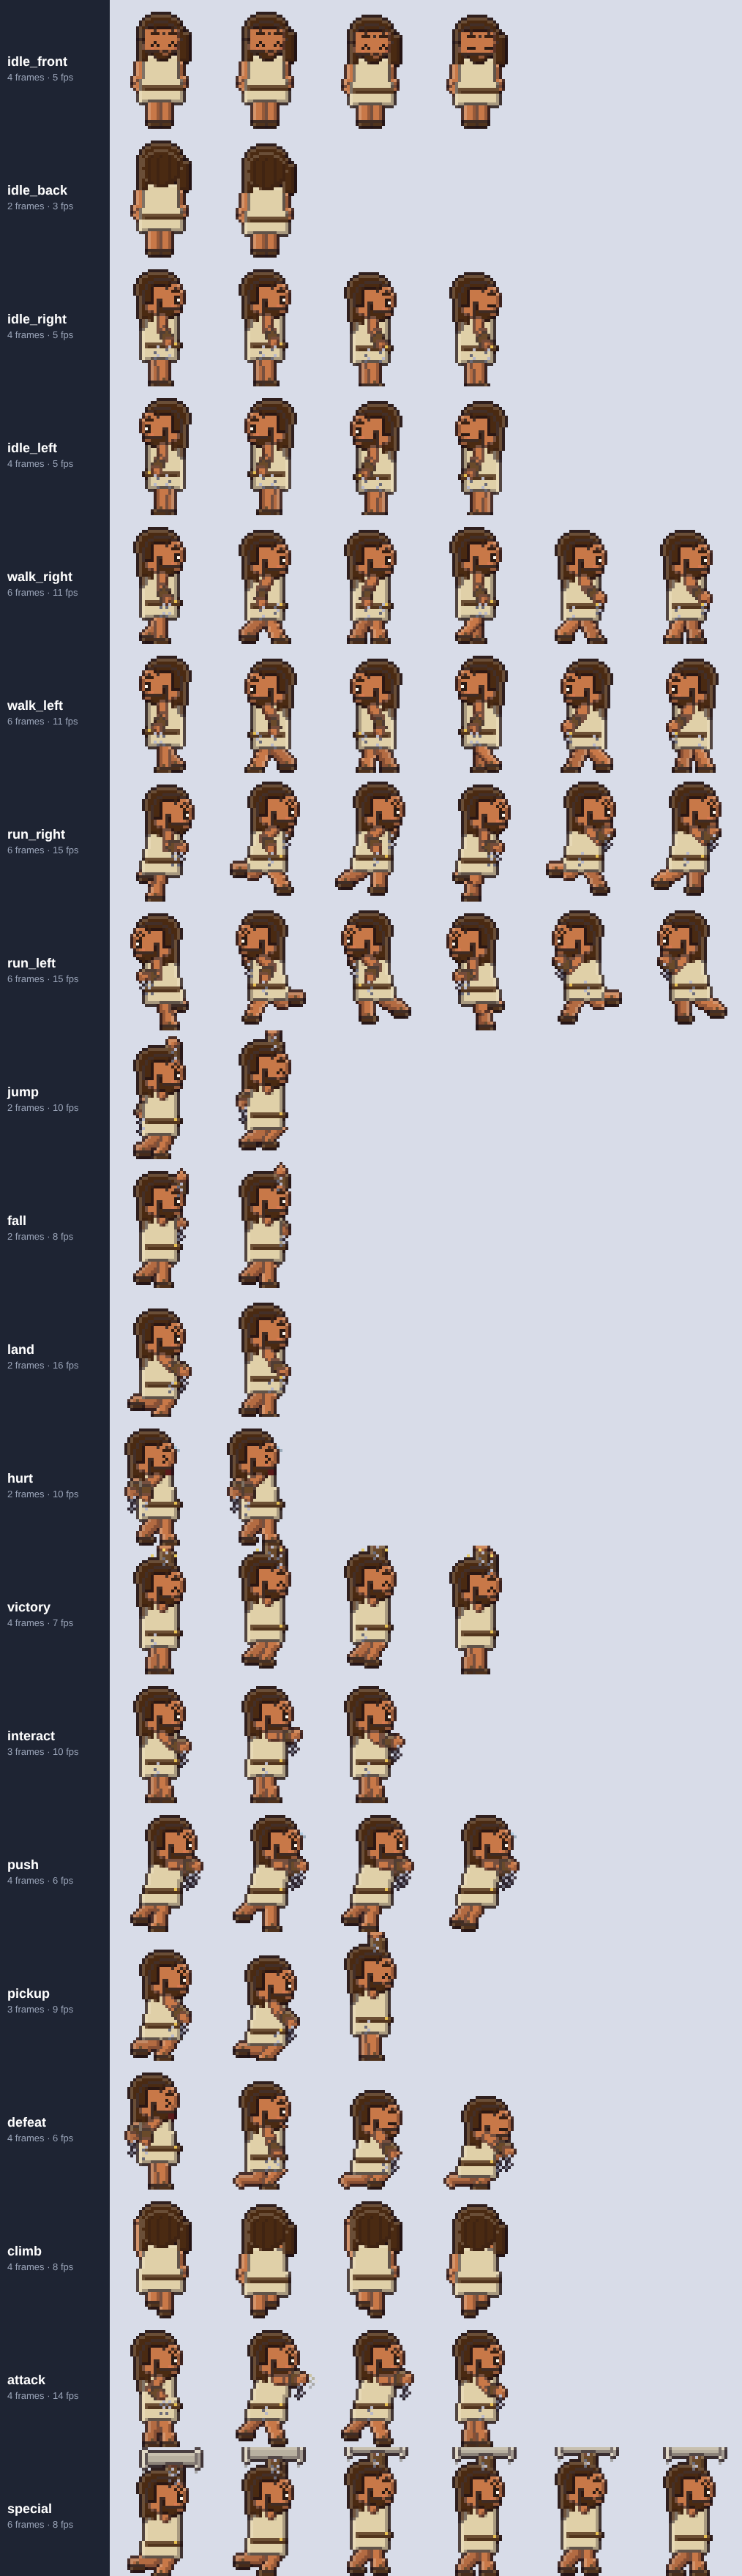 idle_front
4 frames · 5 fps
idle_back
2 frames · 3 fps
idle_right
4 frames · 5 fps
idle_left
4 frames · 5 fps
walk_right
6 frames · 11 fps
walk_left
6 frames · 11 fps
run_right
6 frames · 15 fps
run_left
6 frames · 15 fps
jump
2 frames · 10 fps
fall
2 frames · 8 fps
land
2 frames · 16 fps
hurt
2 frames · 10 fps
victory
4 frames · 7 fps
interact
3 frames · 10 fps
push
4 frames · 6 fps
pickup
3 frames · 9 fps
defeat
4 frames · 6 fps
climb
4 frames · 8 fps
attack
4 frames · 14 fps
special
6 frames · 8 fps